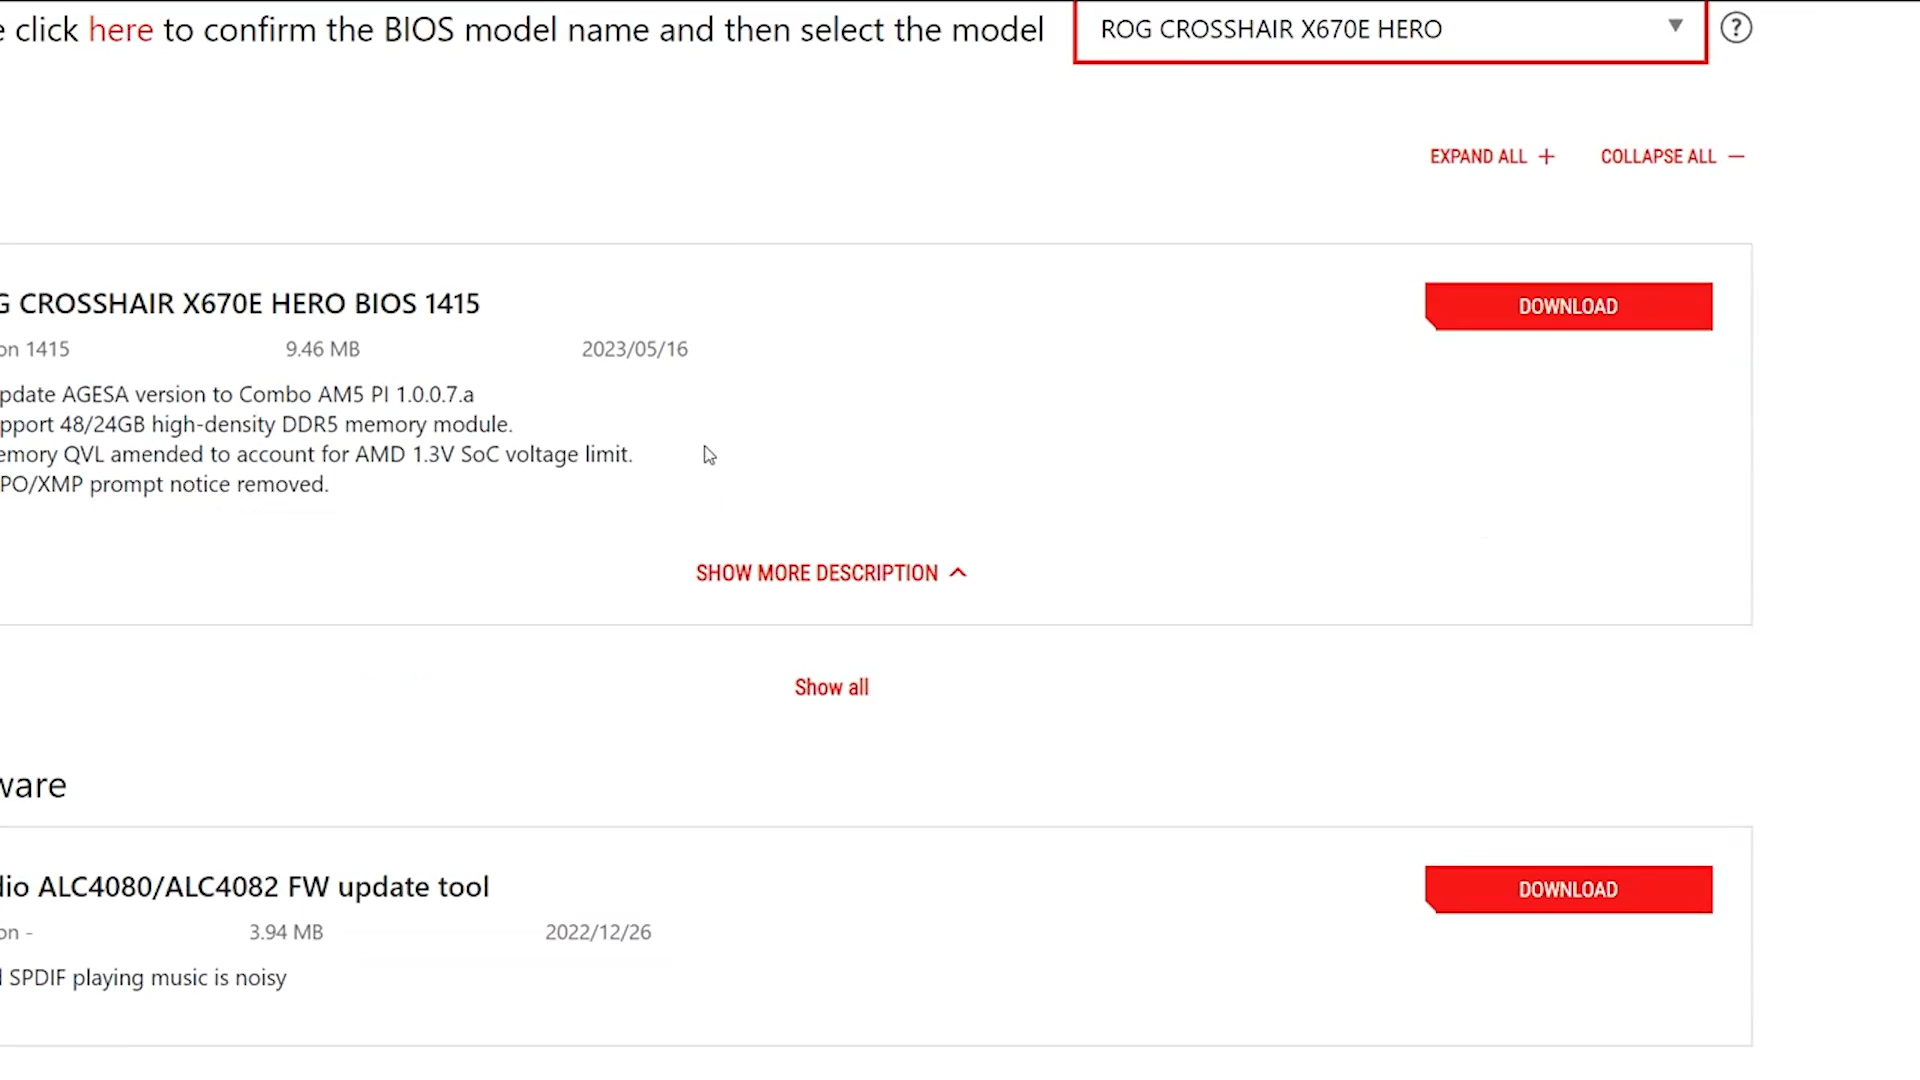 click here to confirm the BIOS model name and then select the model
ROG CROSSHAIR X670E HERO
?
EXPAND ALL +
COLLAPSE ALL −
G CROSSHAIR X670E HERO BIOS 1415
on 1415 9.46 MB 2023/05/16
DOWNLOAD
pdate AGESA version to Combo AM5 PI 1.0.0.7.a
pport 48/24GB high-density DDR5 memory module.
emory QVL amended to account for AMD 1.3V SoC voltage limit.
PO/XMP prompt notice removed.
SHOW MORE DESCRIPTION
Show all
ware
dio ALC4080/ALC4082 FW update tool
on - 3.94 MB 2022/12/26
DOWNLOAD
SPDIF playing music is noisy